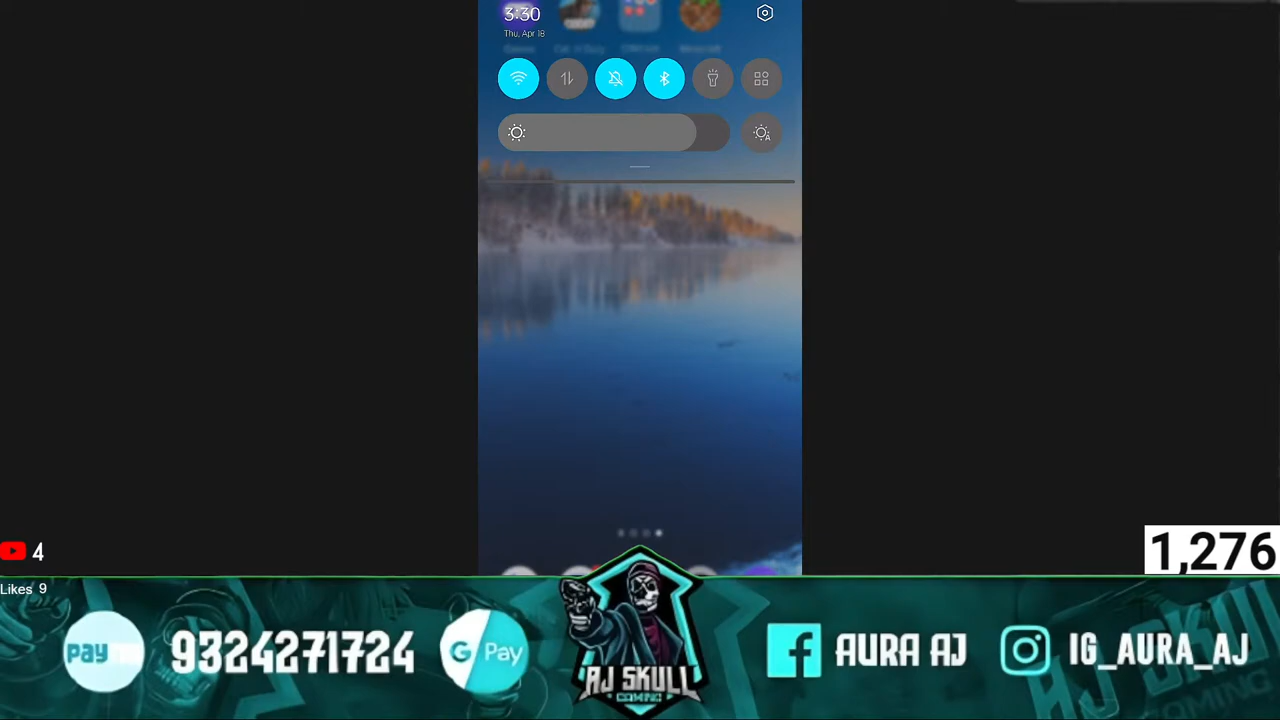 3:30
Thu, Apr 18
4
1,276
Likes 9
pay
9324271724
G Pay
AJ SKULL
GAMING
AURA AJ
IG_AURA_AJ